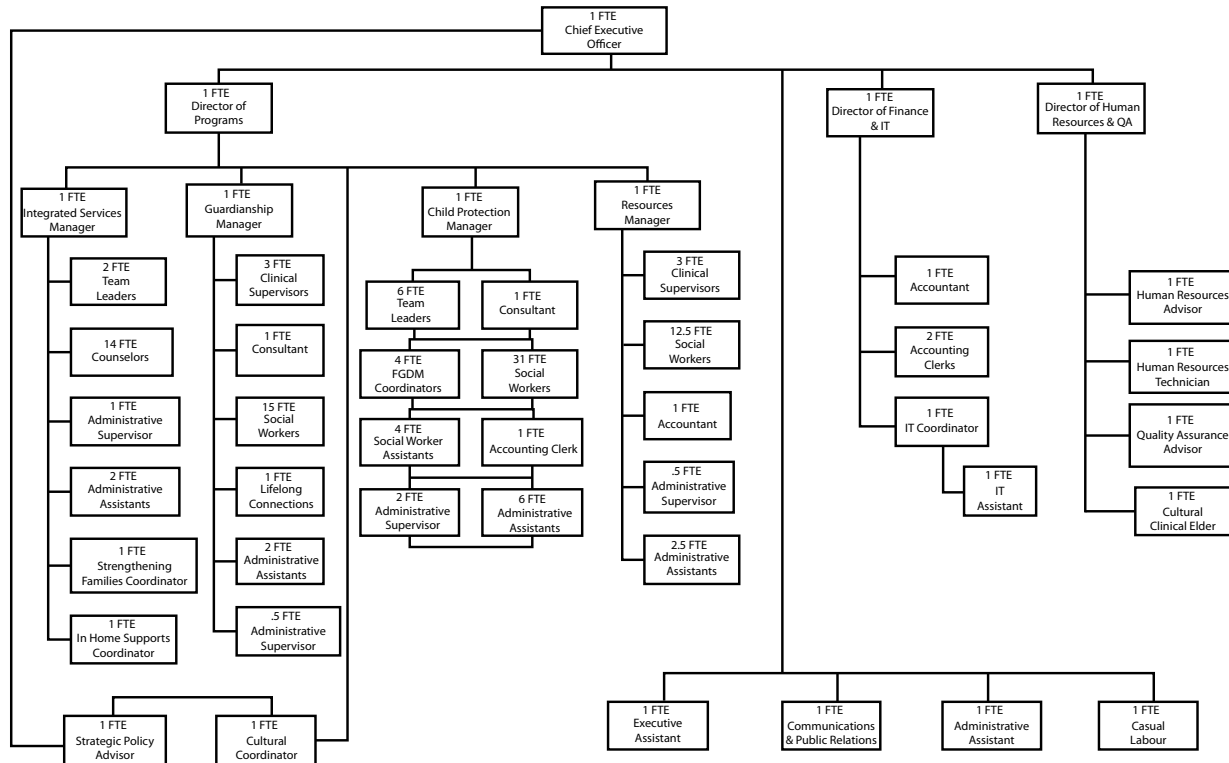 1 FTE
Chief Executive
Officer
1 FTE
Director of
Programs
1 FTE
Director of Finance
& IT
1 FTE
Director of Human
Resources & QA
1 FTE
Integrated Services
Manager
1 FTE
Guardianship
Manager
1 FTE
Child Protection
Manager
1 FTE
Resources
Manager
2 FTE
Team
Leaders
14 FTE
Counselors
1 FTE
Administrative
Supervisor
2 FTE
Administrative
Assistants
1 FTE
Strengthening
Families Coordinator
1 FTE
In Home Supports
Coordinator
3 FTE
Clinical
Supervisors
1 FTE
Consultant
15 FTE
Social
Workers
1 FTE
Lifelong
Connections
2 FTE
Administrative
Assistants
.5 FTE
Administrative
Supervisor
6 FTE
Team
Leaders
1 FTE
Consultant
4 FTE
FGDM
Coordinators
31 FTE
Social
Workers
4 FTE
Social Worker
Assistants
1 FTE
Accounting Clerk
2 FTE
Administrative
Supervisor
6 FTE
Administrative
Assistants
3 FTE
Clinical
Supervisors
12.5 FTE
Social
Workers
1 FTE
Accountant
.5 FTE
Administrative
Supervisor
2.5 FTE
Administrative
Assistants
1 FTE
Accountant
2 FTE
Accounting
Clerks
1 FTE
IT Coordinator
1 FTE
IT
Assistant
1 FTE
Human Resources
Advisor
1 FTE
Human Resources
Technician
1 FTE
Quality Assurance
Advisor
1 FTE
Cultural
Clinical Elder
1 FTE
Strategic Policy
Advisor
1 FTE
Cultural
Coordinator
1 FTE
Executive
Assistant
1 FTE
Communications
& Public Relations
1 FTE
Administrative
Assistant
1 FTE
Casual
Labour